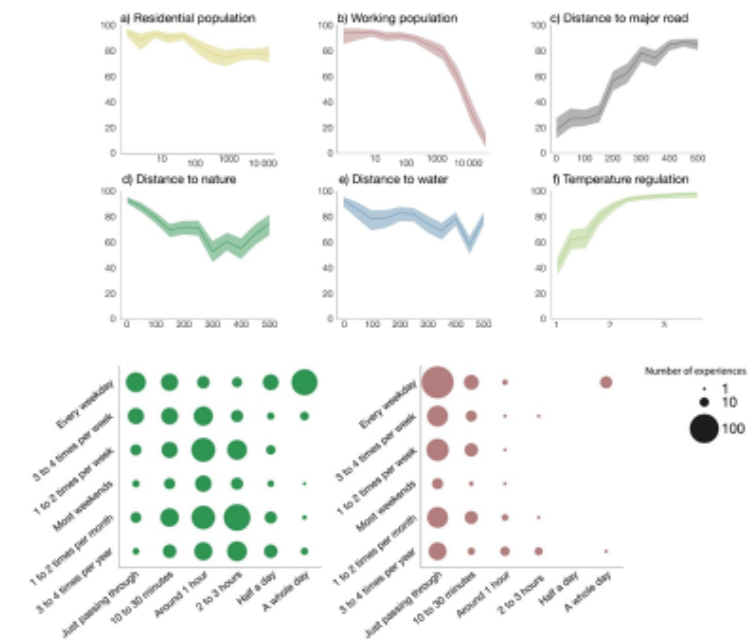 a) Residential population
100
80
60
40
20
0
10 100 1000 10 000
b) Working population
100
80
60
40
20
0
10 100 1000 10 000
c) Distance to major road
100
80
60
40
20
0
0 100 200 300 400 500
d) Distance to nature
100
80
60
40
20
0
0 100 200 300 400 500
e) Distance to water
100
80
60
40
20
0
0 100 200 300 400 500
f) Temperature regulation
100
80
60
40
20
0
1 2 3
Every weekday
3 to 4 times per week
1 to 2 times per week
Most weekends
1 to 2 times per month
3 to 4 times per year
Just passing through
10 to 30 minutes
Around 1 hour
2 to 3 hours
Half a day
A whole day
Every weekday
3 to 4 times per week
1 to 2 times per week
Most weekends
1 to 2 times per month
3 to 4 times per year
Just passing through
10 to 30 minutes
Around 1 hour
2 to 3 hours
Half a day
A whole day
Number of experiences
1
10
100